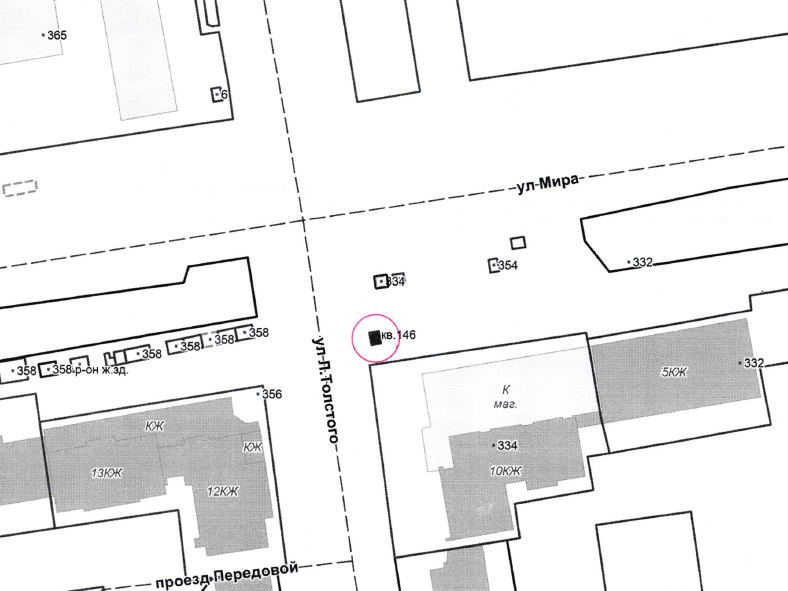 365
6
ул Мира
332
354
334
кв.146
358
358
358
358
358
358
р-он ж.зд.
ул Л.Толстого
356
332
5КЖ
К
маг.
КЖ
КЖ
334
13КЖ
10КЖ
12КЖ
проезд Передовой